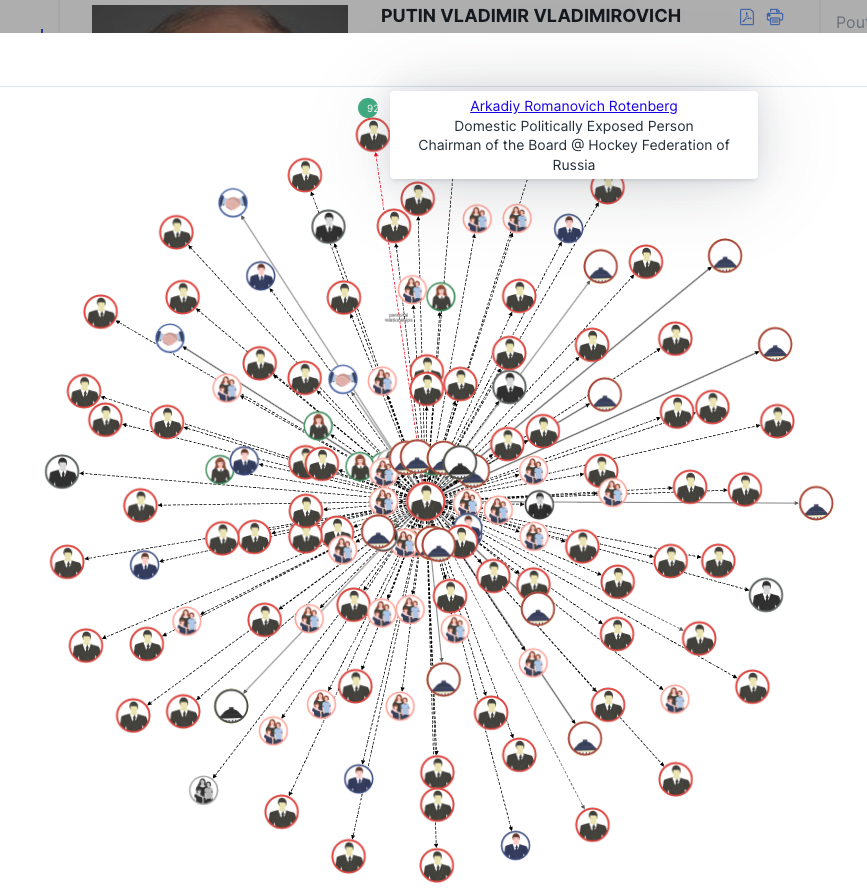 PUTIN VLADIMIR VLADIMIROVICH
Pou
92
Arkadiy Romanovich Rotenberg
Domestic Politically Exposed Person
Chairman of the Board @ Hockey Federation of
Russia